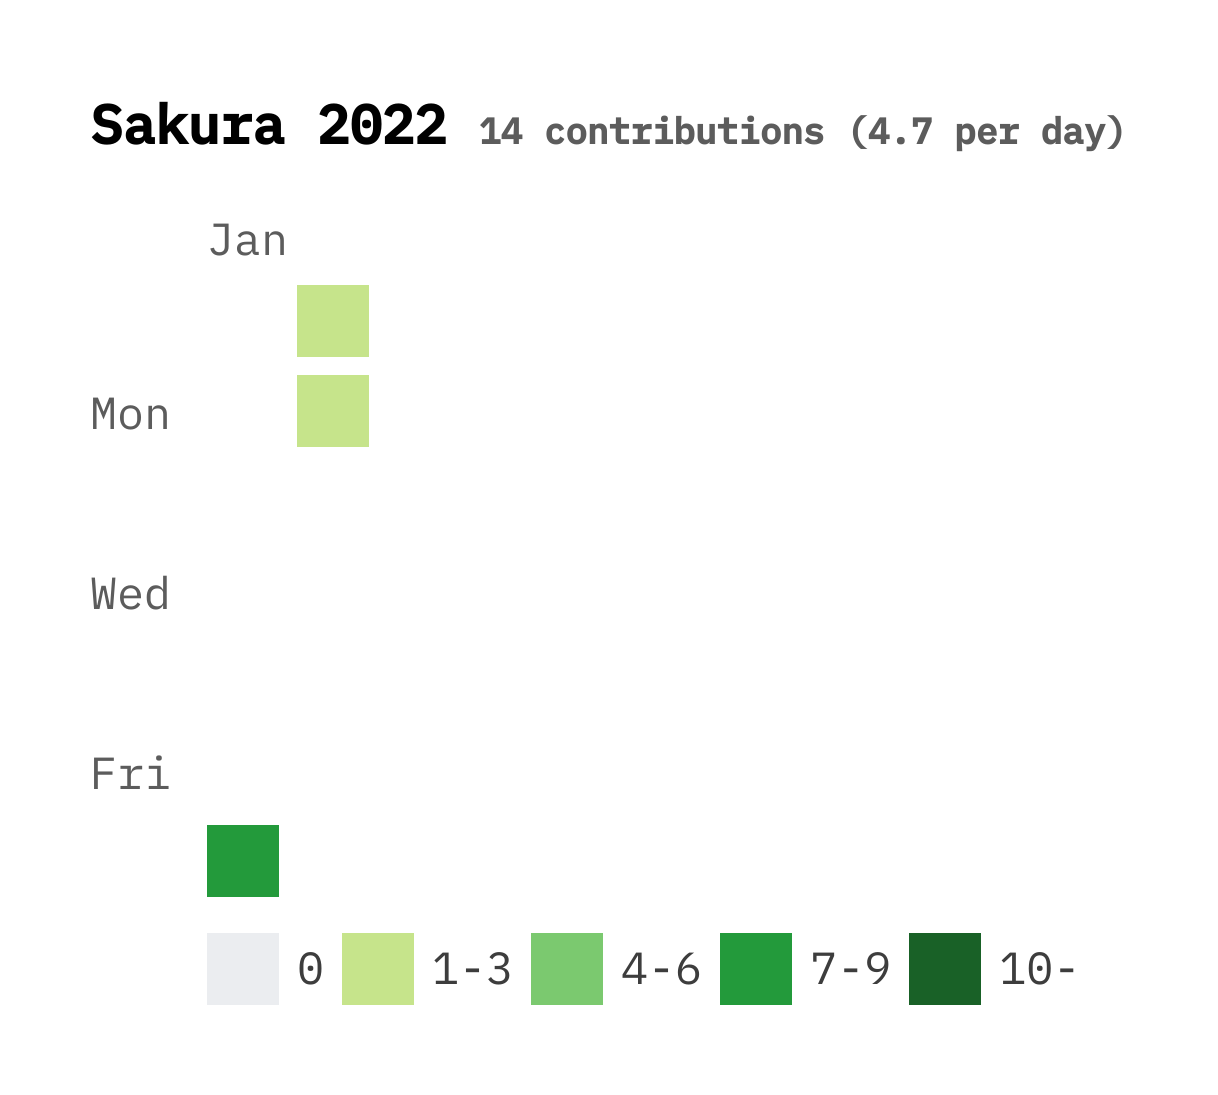 Sakura 2022 14 contributions (4.7 per day)
Jan
Mon
Wed
Fri
0 1-3 4-6 7-9 10-